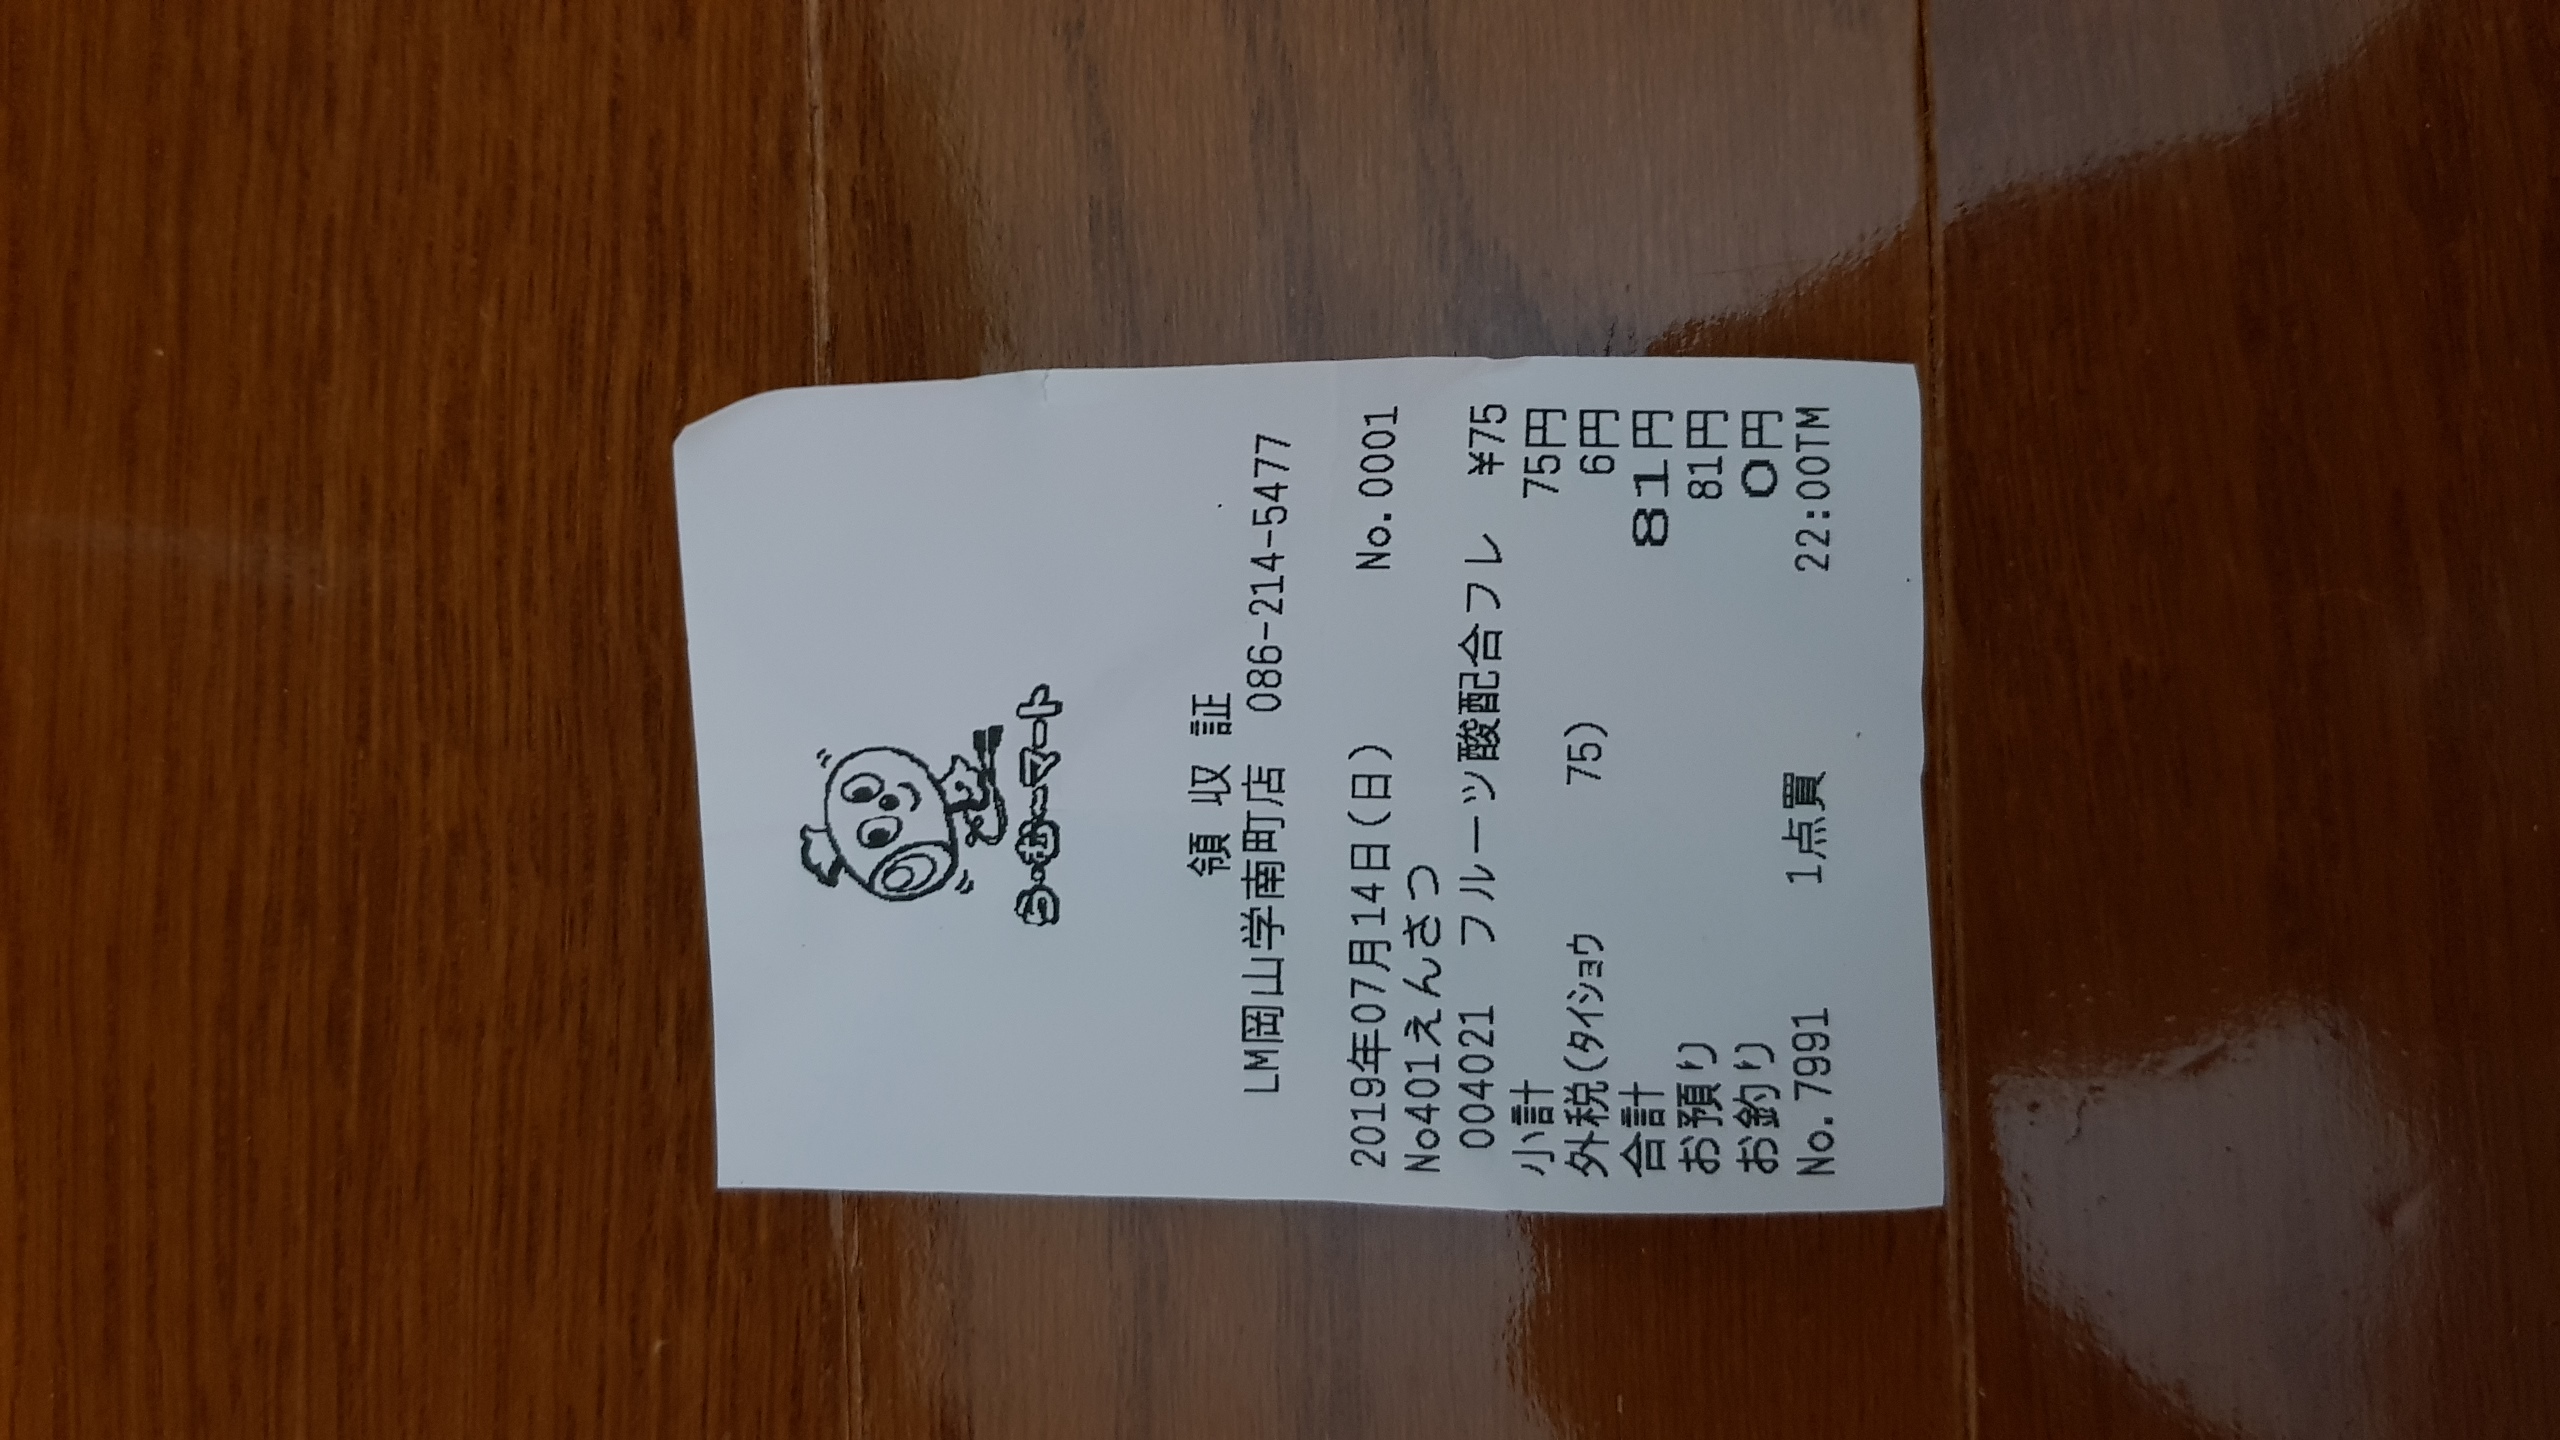 ら・む～マート
領収証
LM岡山学南町店 086-214-5477
2019年07月14日(日) No.0001
No401えんさつ
004021 フルーツ酸配合フレ ¥75
小計 75円
外税(ﾀｲｼｮｳ 75) 6円
合計 81円
お預り 81円
お釣り 0円
No.7991 1点買 22:00TM